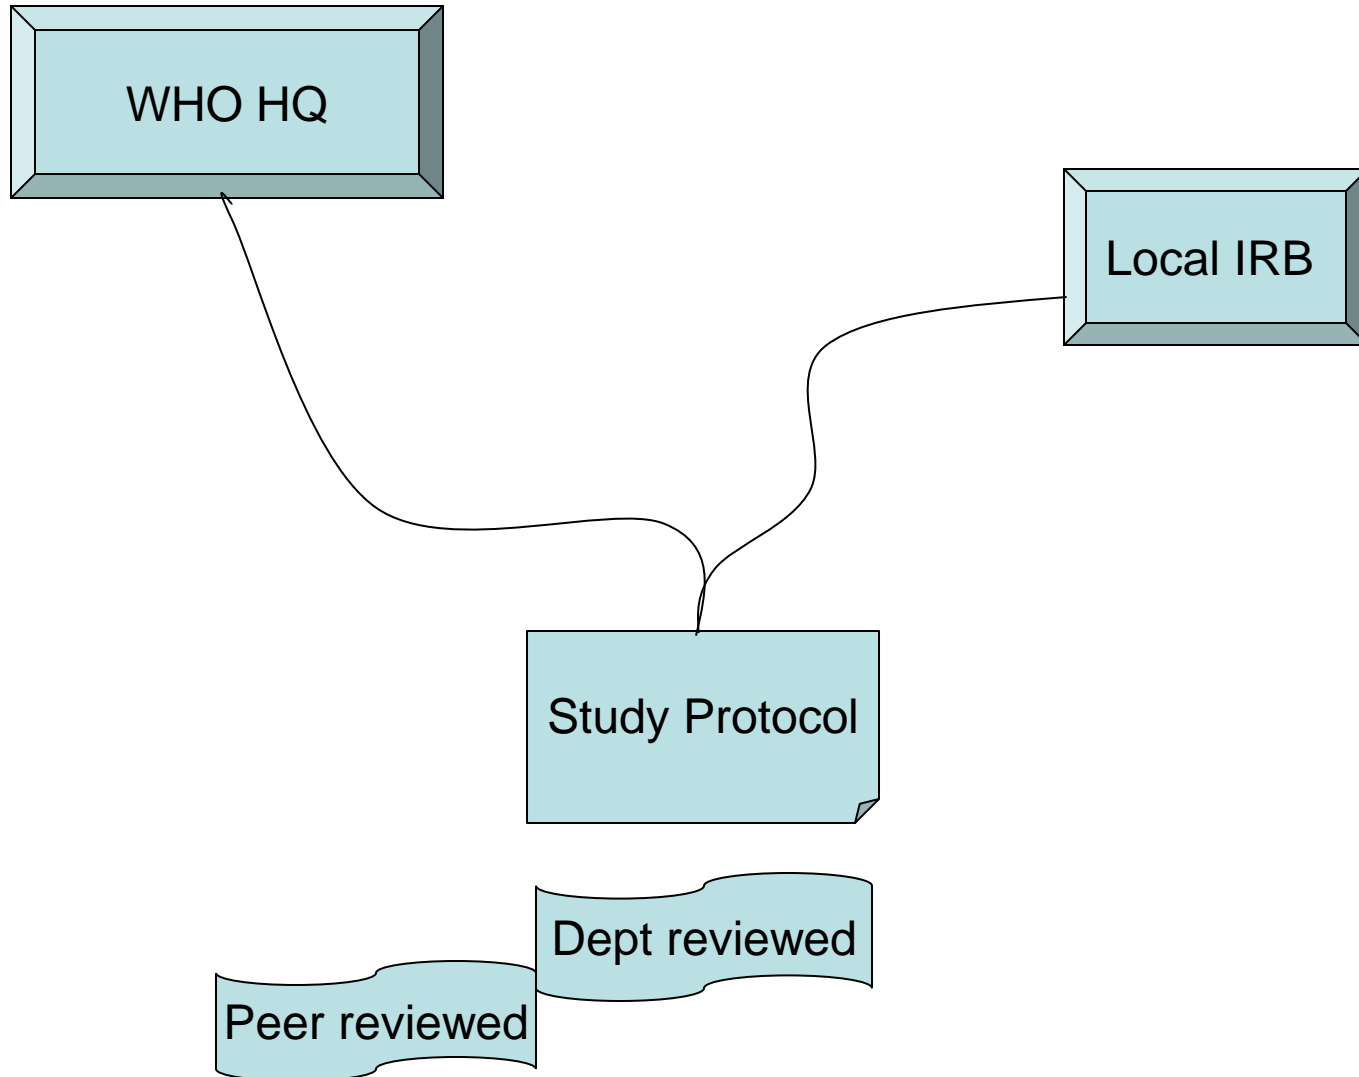 WHO HQ
Local IRB
Study Protocol
Dept reviewed
Peer reviewed